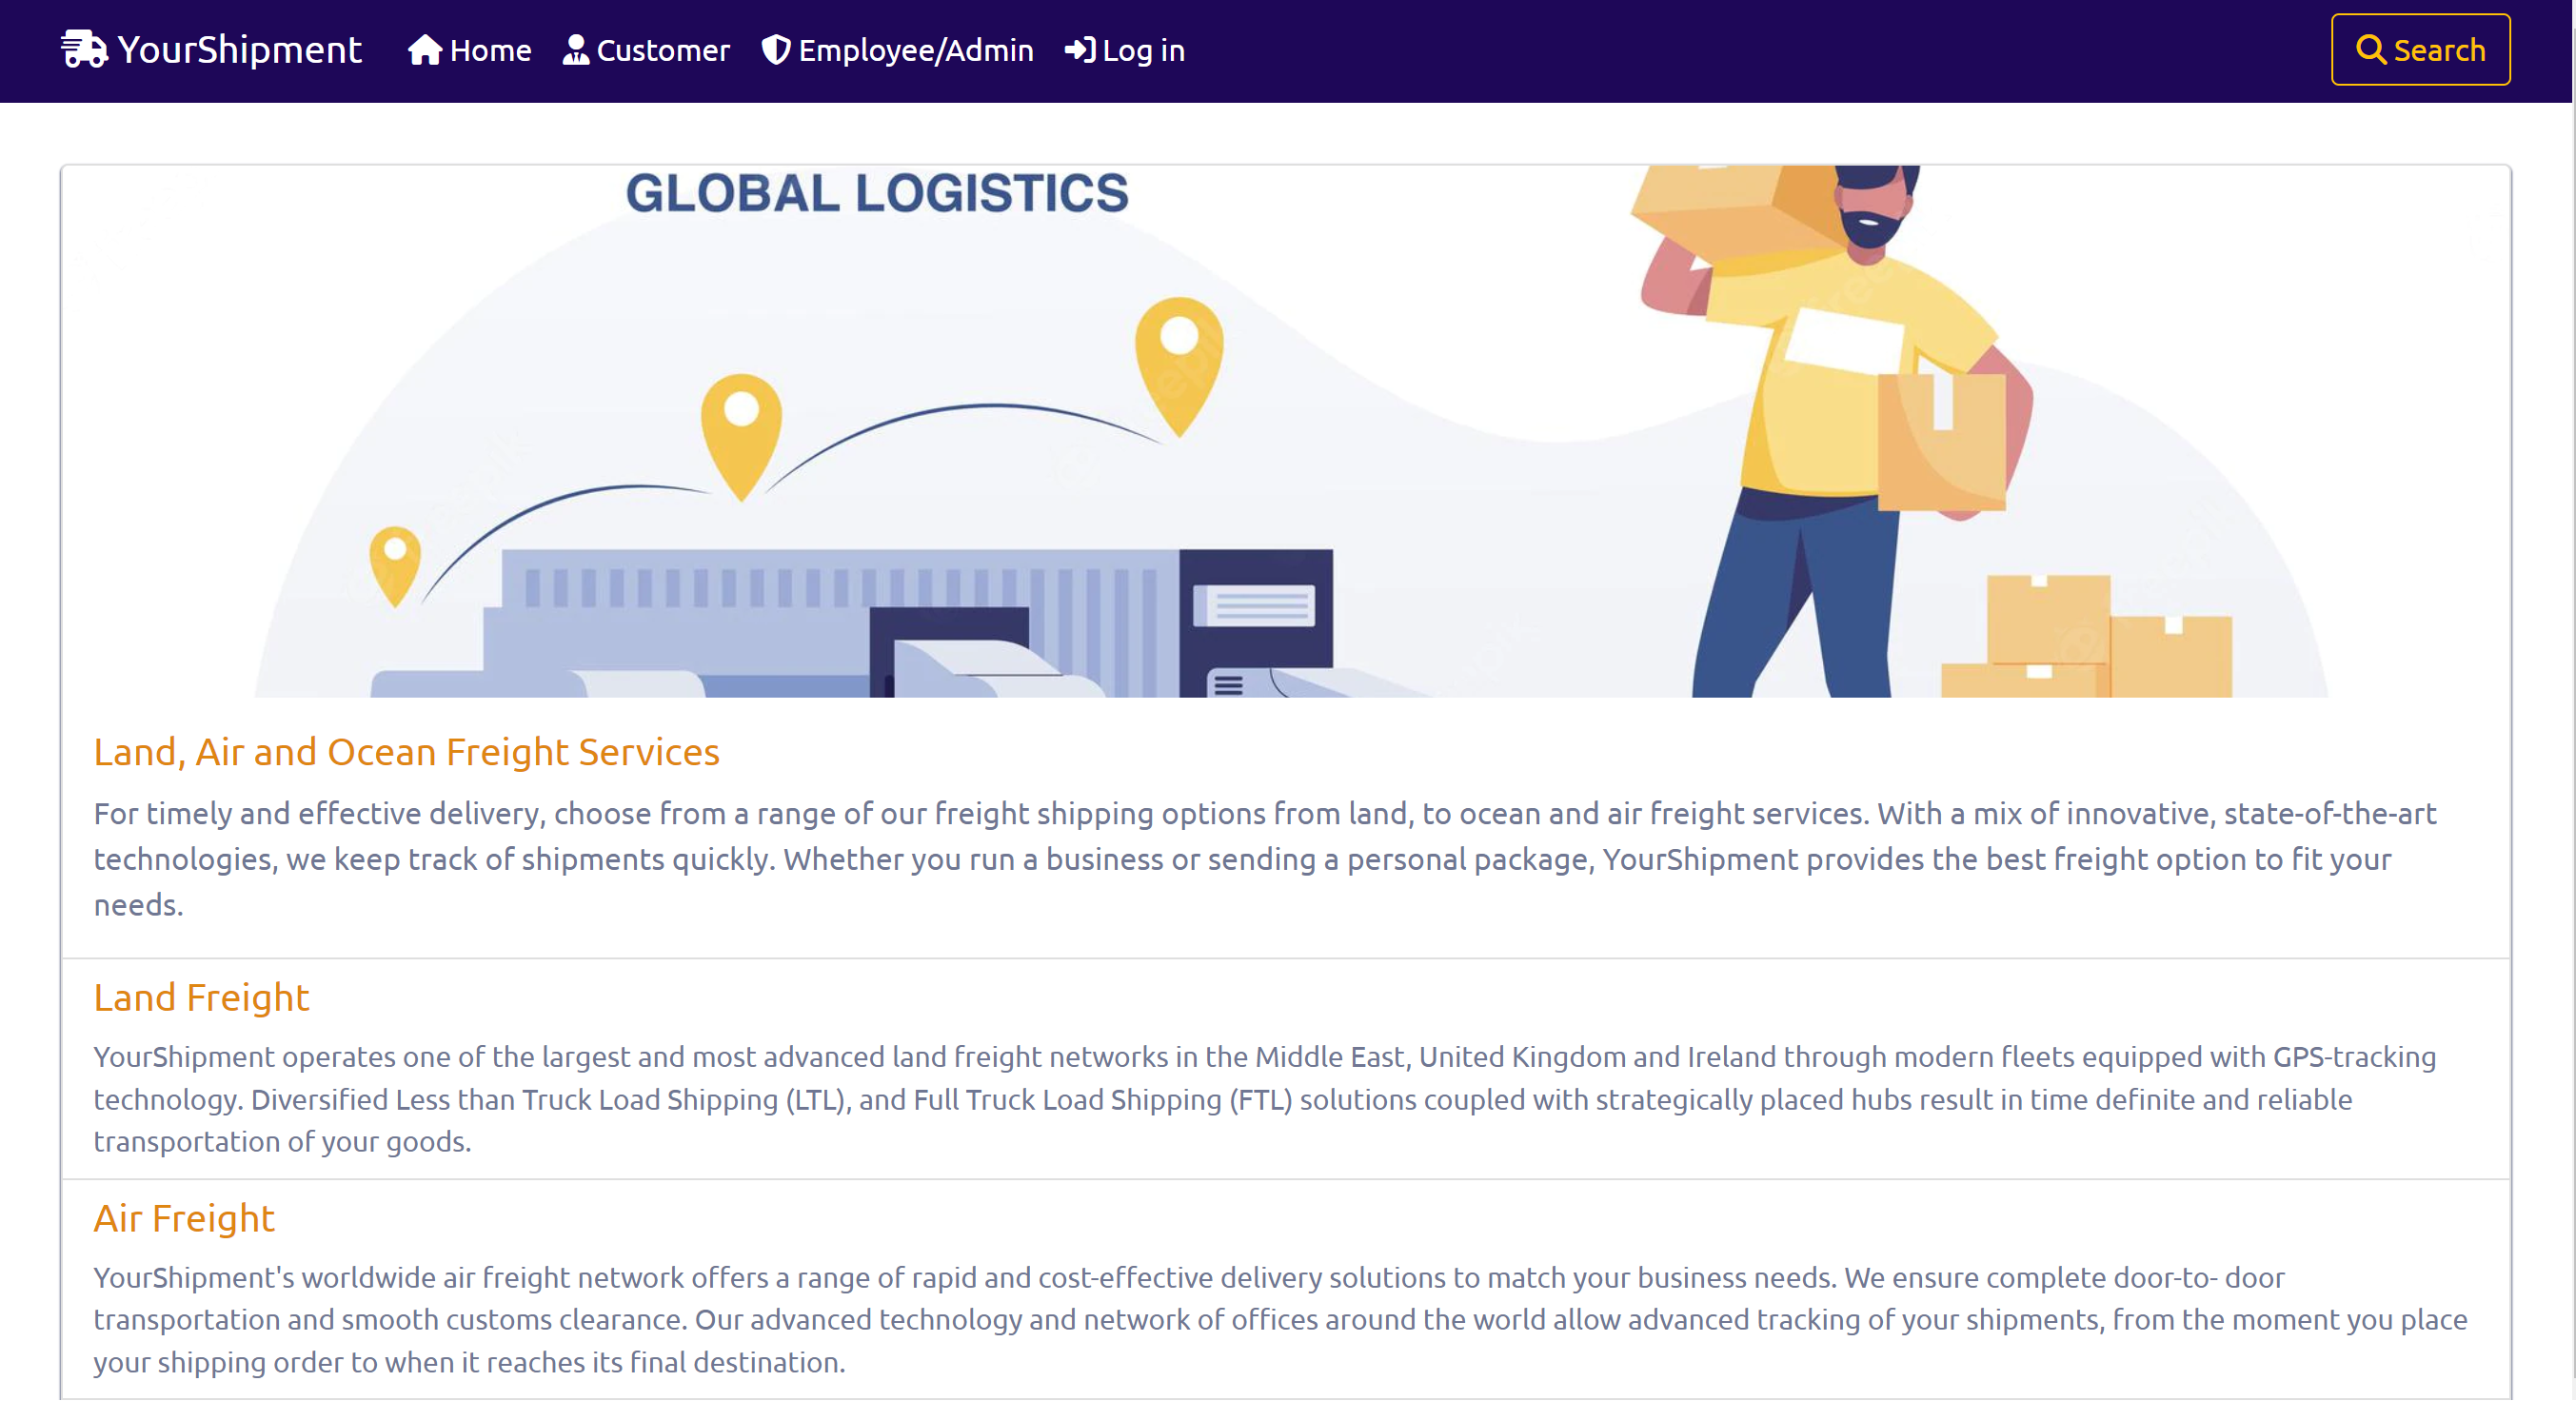 YourShipment Home Customer Employee/Admin Log in Search
GLOBAL LOGISTICS
Land, Air and Ocean Freight Services
For timely and effective delivery, choose from a range of our freight shipping options from land, to ocean and air freight services. With a mix of innovative, state-of-the-art
technologies, we keep track of shipments quickly. Whether you run a business or sending a personal package, YourShipment provides the best freight option to fit your
needs.
Land Freight
YourShipment operates one of the largest and most advanced land freight networks in the Middle East, United Kingdom and Ireland through modern fleets equipped with GPS-tracking
technology. Diversified Less than Truck Load Shipping (LTL), and Full Truck Load Shipping (FTL) solutions coupled with strategically placed hubs result in time definite and reliable
transportation of your goods.
Air Freight
YourShipment's worldwide air freight network offers a range of rapid and cost-effective delivery solutions to match your business needs. We ensure complete door-to- door
transportation and smooth customs clearance. Our advanced technology and network of offices around the world allow advanced tracking of your shipments, from the moment you place
your shipping order to when it reaches its final destination.